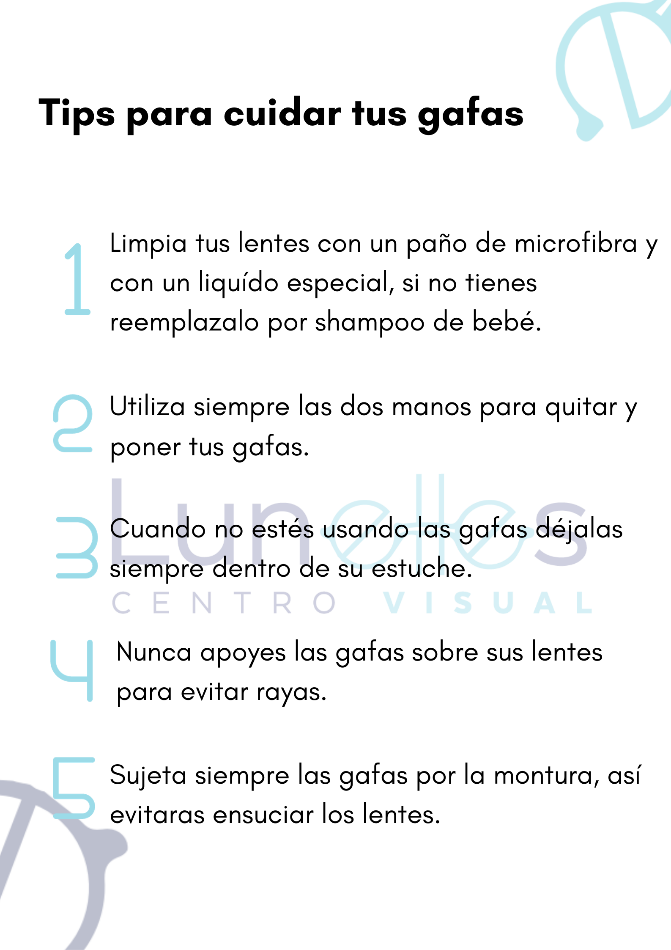 Tips para cuidar tus gafas
1
Limpia tus lentes con un paño de microfibra y
con un liquído especial, si no tienes
reemplazalo por shampoo de bebé.
2
Utiliza siempre las dos manos para quitar y
poner tus gafas.
Lunelles
3
Cuando no estés usando las gafas déjalas
siempre dentro de su estuche.
CENTRO VISUAL
4
Nunca apoyes las gafas sobre sus lentes
para evitar rayas.
5
Sujeta siempre las gafas por la montura, así
evitaras ensuciar los lentes.